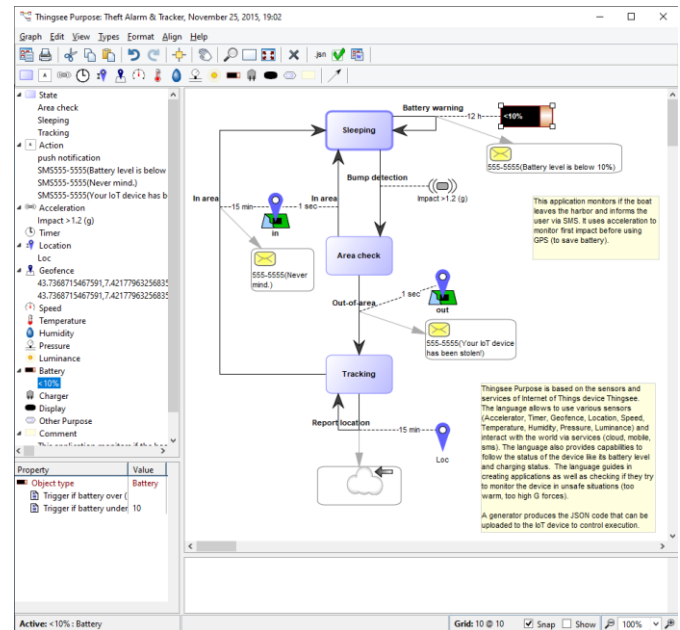 Thingsee Purpose: Theft Alarm & Tracker, November 25, 2015, 19:02
Graph Edit View Types Format Align Help
.jsn
State
Area check
Sleeping
Tracking
Action
push notification
SMS555-5555(Battery level is below
SMS555-5555(Never mind.)
SMS555-5555(Your IoT device has b
Acceleration
Impact >1.2 (g)
Timer
Location
Loc
Geofence
43.7368715467591,7.42177963256835
43.7368715467591,7.42177963256835
Speed
Temperature
Humidity
Pressure
Luminance
Battery
<10%
Charger
Display
Other Purpose
Comment
Property Value
Object type Battery
Trigger if battery over (
Trigger if battery under 10
Battery warning
12 h
<10%
Sleeping
555-5555(Battery level is below 10%)
Bump detection
Impact >1.2 (g)
In area
15 min
in
1 sec
In area
555-5555(Never
mind.)
Area check
This application monitors if the boat
leaves the harbor and informs the
user via SMS. It uses acceleration to
monitor first impact before using
GPS (to save battery).
Out-of-area
1 sec
out
555-5555(Your IoT device
has been stolen!)
Tracking
Report location
15 min
Loc
Thingsee Purpose is based on the sensors and
services of Internet of Things device Thingsee.
The language allows to use various sensors
(Accelerator, Timer, Geofence, Location, Speed,
Temperature, Humidity, Pressure, Luminance) and
interact with the world via services (cloud, mobile,
sms). The language also provides capabilities to
follow the status of the device like its battery level
and charging status. The language guides in
creating applications as well as checking if they try
to monitor the device in unsafe situations (too
warm, too high G forces).
A generator produces the JSON code that can be
uploaded to the IoT device to control execution.
Active: <10% : Battery
Grid: 10 @ 10 Snap Show 100%